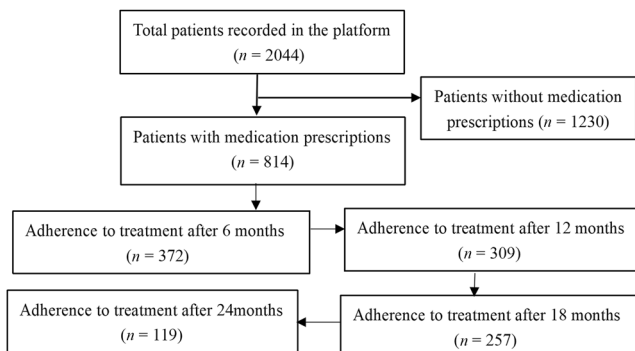 Total patients recorded in the platform
(n = 2044)
Patients without medication
prescriptions (n = 1230)
Patients with medication prescriptions
(n = 814)
Adherence to treatment after 6 months
(n = 372)
Adherence to treatment after 12 months
(n = 309)
Adherence to treatment after 18 months
(n = 257)
Adherence to treatment after 24months
(n = 119)